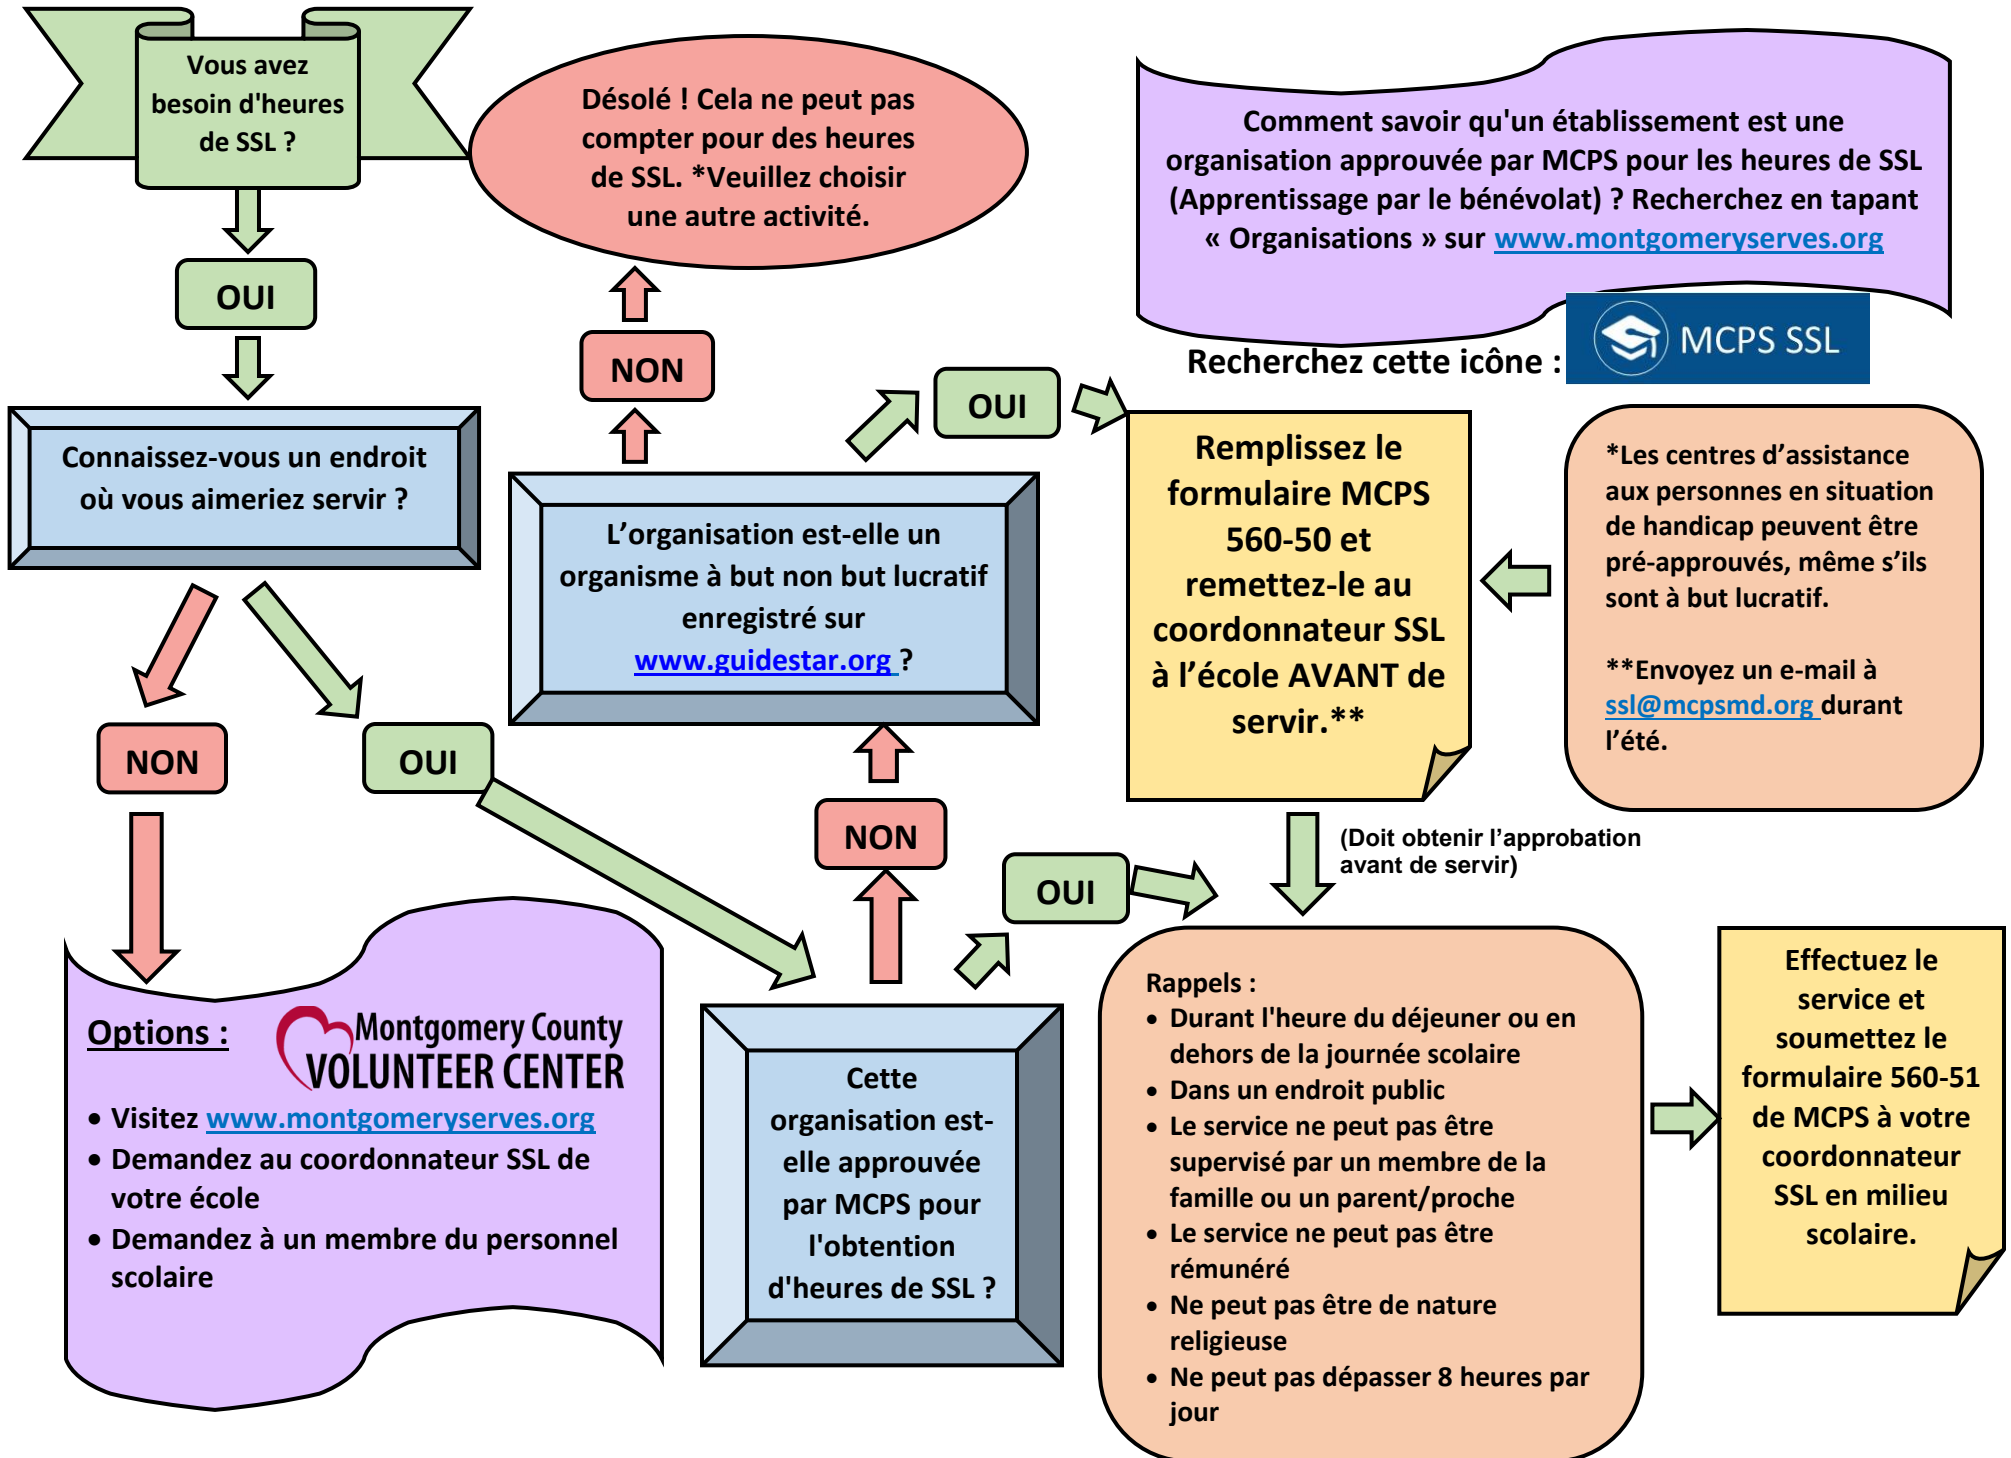 Vous avez
besoin d'heures
de SSL ?
OUI
Connaissez-vous un endroit
où vous aimeriez servir ?
NON
OUI
Options :
Montgomery County
VOLUNTEER CENTER
• Visitez www.montgomeryserves.org
• Demandez au coordonnateur SSL de
votre école
• Demandez à un membre du personnel
scolaire
Désolé ! Cela ne peut pas
compter pour des heures
de SSL. *Veuillez choisir
une autre activité.
NON
L’organisation est-elle un
organisme à but non but lucratif
enregistré sur
www.guidestar.org ?
OUI
NON
OUI
Cette
organisation est-
elle approuvée
par MCPS pour
l'obtention
d'heures de SSL ?
Comment savoir qu'un établissement est une
organisation approuvée par MCPS pour les heures de SSL
(Apprentissage par le bénévolat) ? Recherchez en tapant
« Organisations » sur www.montgomeryserves.org
Recherchez cette icône :
MCPS SSL
Remplissez le
formulaire MCPS
560-50 et
remettez-le au
coordonnateur SSL
à l’école AVANT de
servir.**
*Les centres d’assistance
aux personnes en situation
de handicap peuvent être
pré-approuvés, même s’ils
sont à but lucratif.
**Envoyez un e-mail à
ssl@mcpsmd.org durant
l’été.
(Doit obtenir l’approbation
avant de servir)
Rappels :
• Durant l'heure du déjeuner ou en
dehors de la journée scolaire
• Dans un endroit public
• Le service ne peut pas être
supervisé par un membre de la
famille ou un parent/proche
• Le service ne peut pas être
rémunéré
• Ne peut pas être de nature
religieuse
• Ne peut pas dépasser 8 heures par
jour
Effectuez le
service et
soumettez le
formulaire 560-51
de MCPS à votre
coordonnateur
SSL en milieu
scolaire.